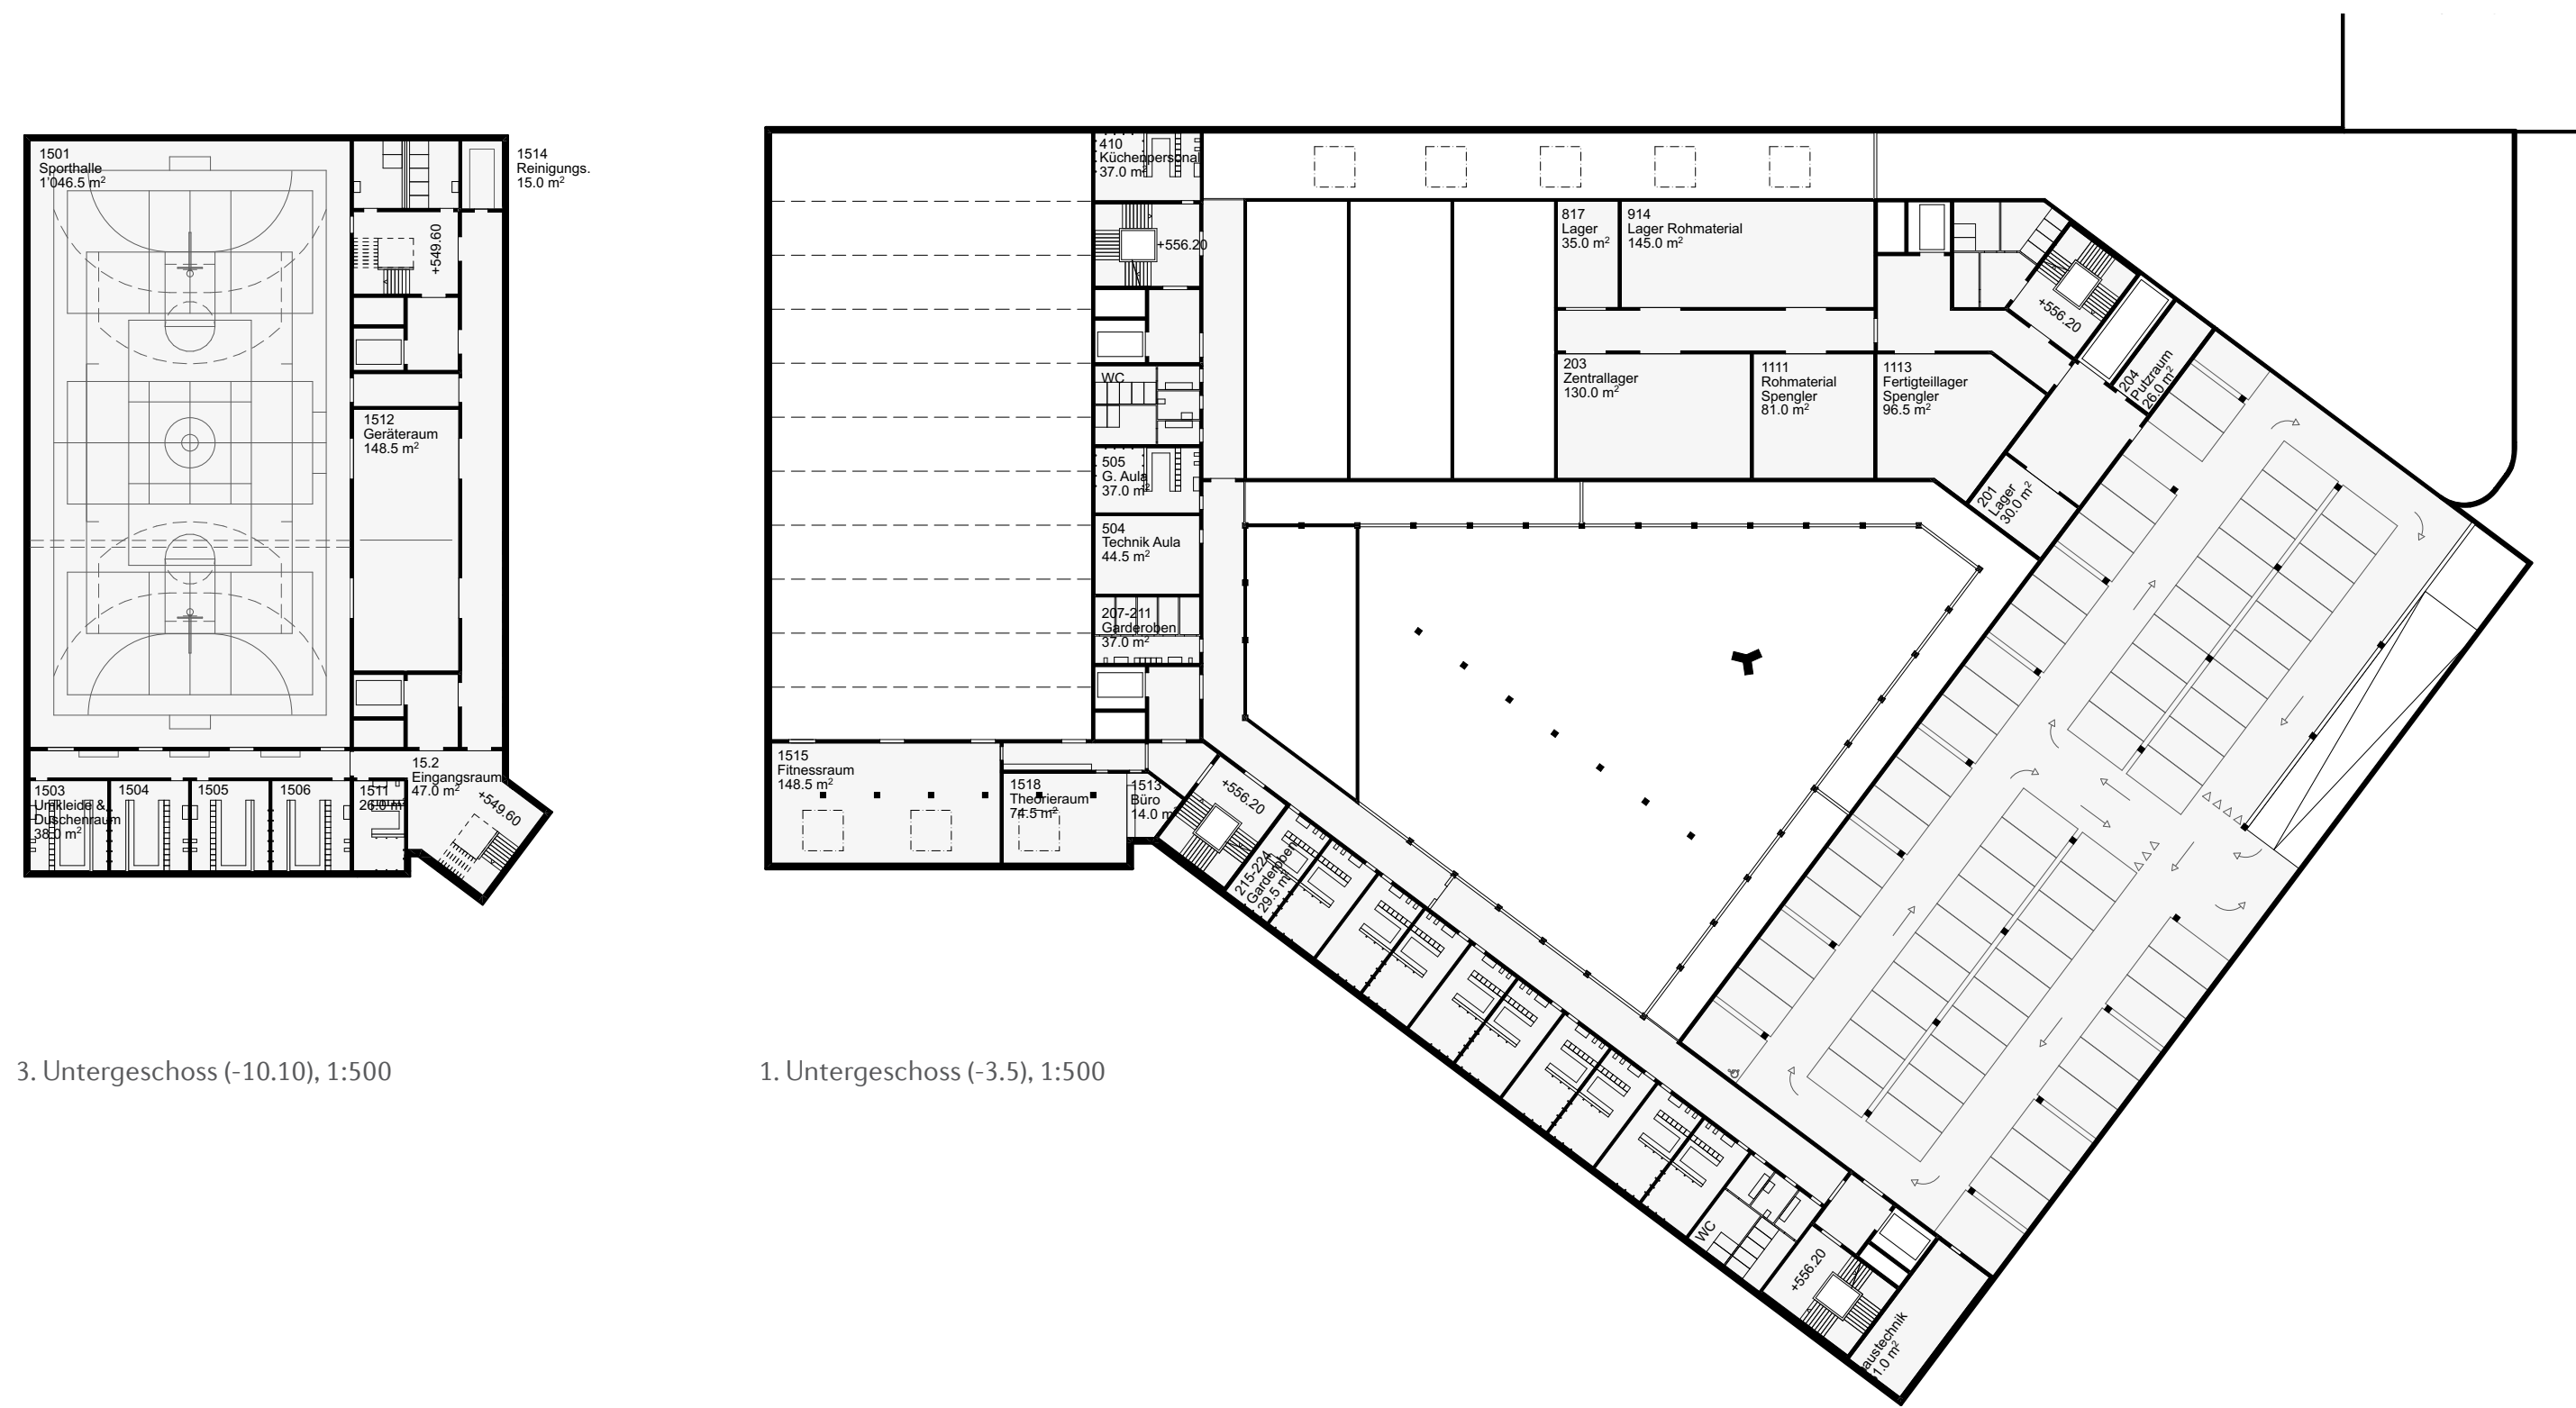 1501
Sporthalle
1'046.5 m²
1514
Reinigungs.
15.0 m²
+549.60
1512
Geräteraum
148.5 m²
15.2
Eingangsraum
47.0 m²
+549.60
1503
Umkleide &
Duschenraum
38.0 m²
1504
1505
1506
1511
26.0 m²
3. Untergeschoss (-10.10), 1:500
410
Küchenpersonal
37.0 m²
+556.20
WC
505
G. Aula
37.0 m²
504
Technik Aula
44.5 m²
207-211
Garderoben
37.0 m²
817
Lager
35.0 m²
914
Lager Rohmaterial
145.0 m²
203
Zentrallager
130.0 m²
1111
Rohmaterial
Spengler
81.0 m²
1113
Fertigteillager
Spengler
96.5 m²
+556.20
204
Putzraum
26.0 m²
201
Lager
30.0 m²
1515
Fitnessraum
148.5 m²
1518
Theorieraum
74.5 m²
1513
Büro
14.0 m
+556.20
215-224
Garderoben
29.5 m²
WC
+556.20
austechnik
1.0 m²
1. Untergeschoss (-3.5), 1:500